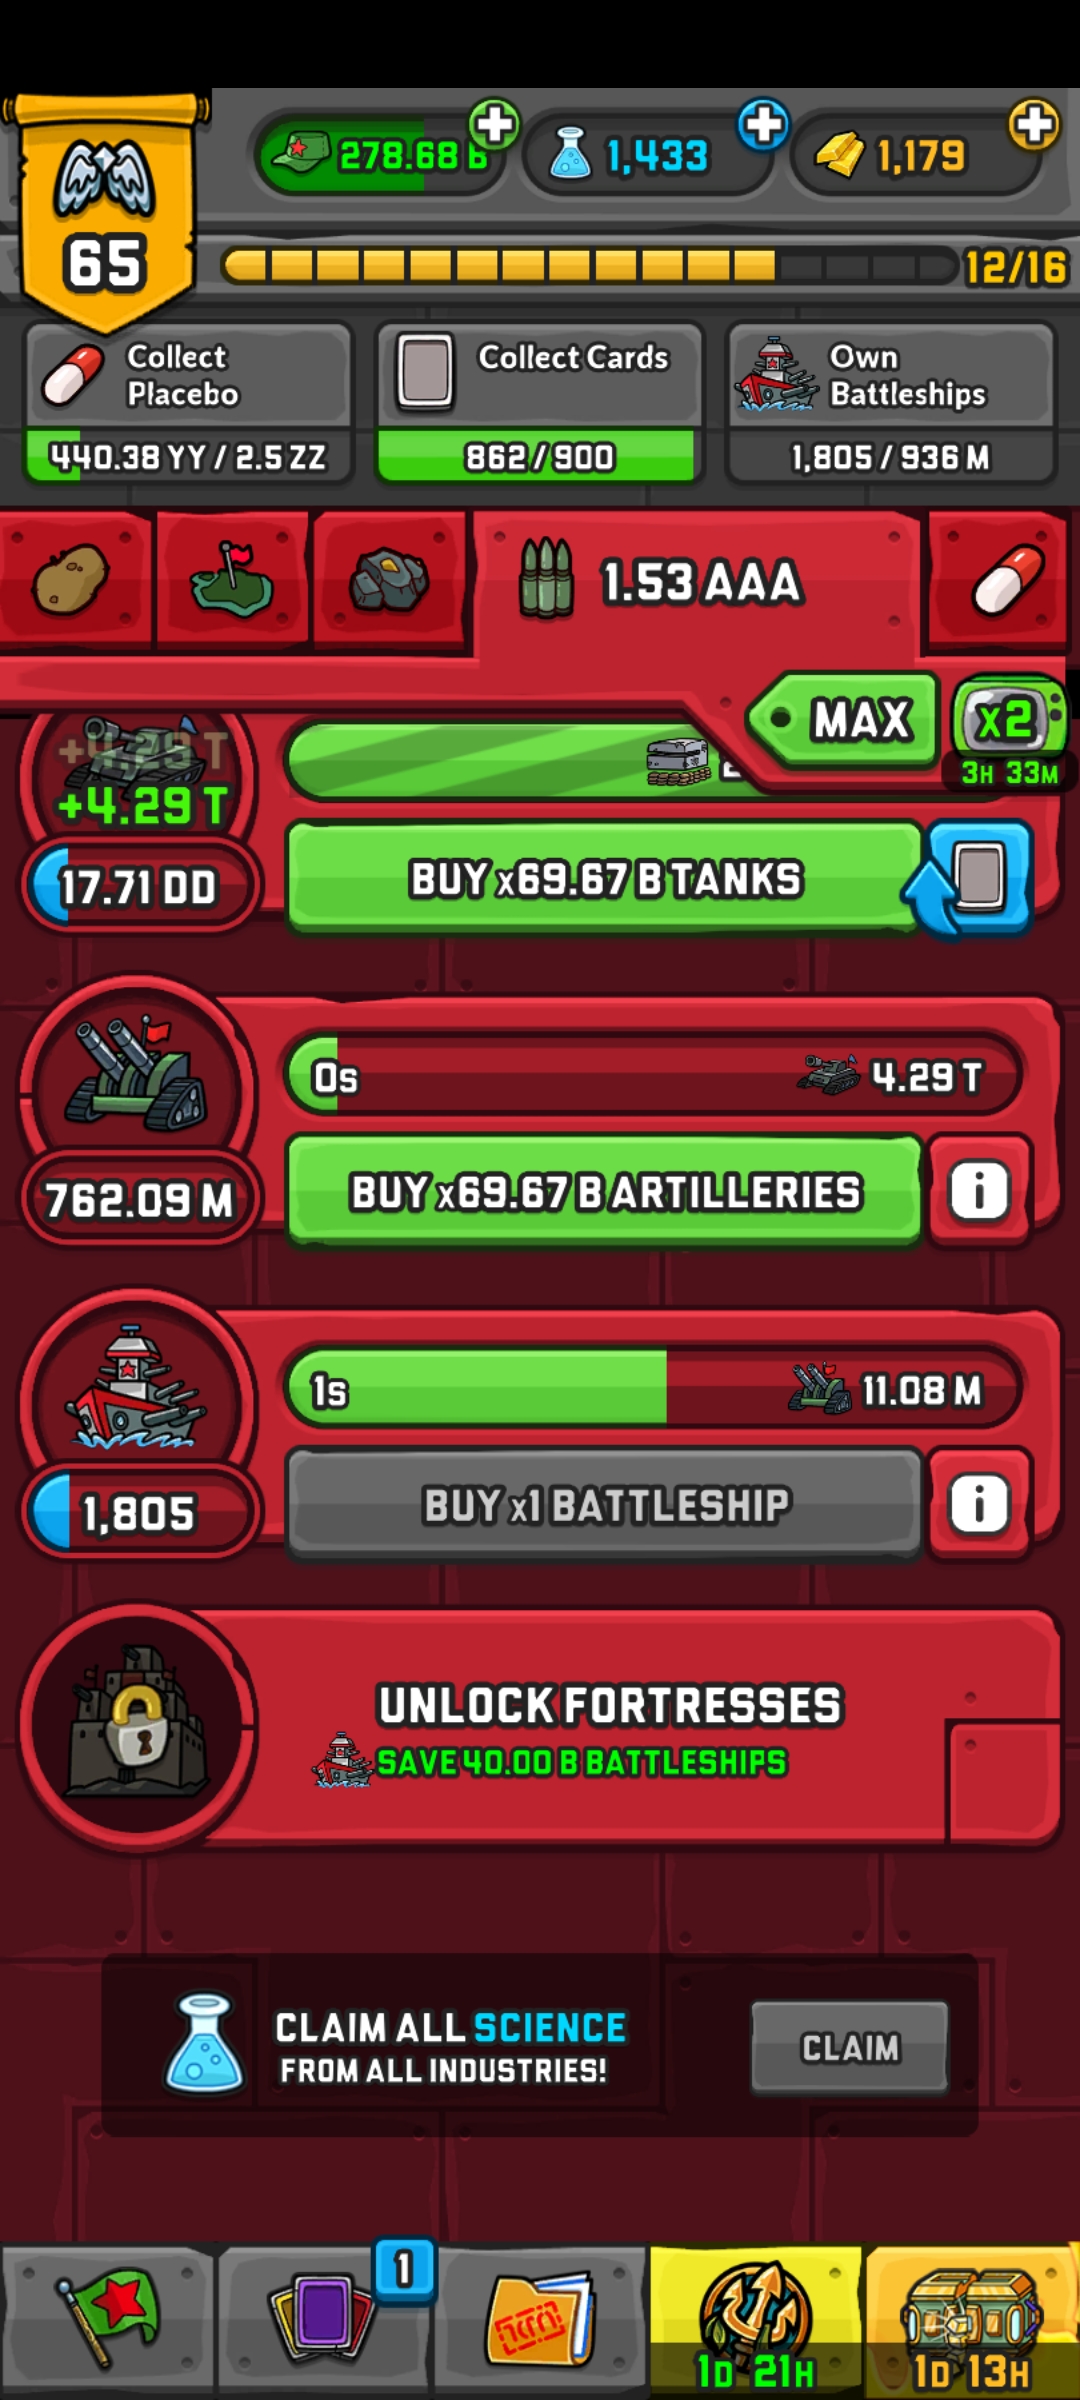 65
278.68 B
1,433
1,179
12/16
Collect
Placebo
440.38 YY / 2.5 ZZ
Collect Cards
862/900
Own
Battleships
1,805 / 936 M
1.53 AAA
MAX
x2
3H 33M
+4.29 T
+4.29 T
17.71 DD
BUY x69.67 B TANKS
0s
4.29 T
762.09 M
BUY x69.67 B ARTILLERIES
i
1s
11.08 M
1,805
BUY x1 BATTLESHIP
i
UNLOCK FORTRESSES
SAVE 40.00 B BATTLESHIPS
CLAIM ALL SCIENCE
FROM ALL INDUSTRIES!
CLAIM
1
1D 21H
1D 13H